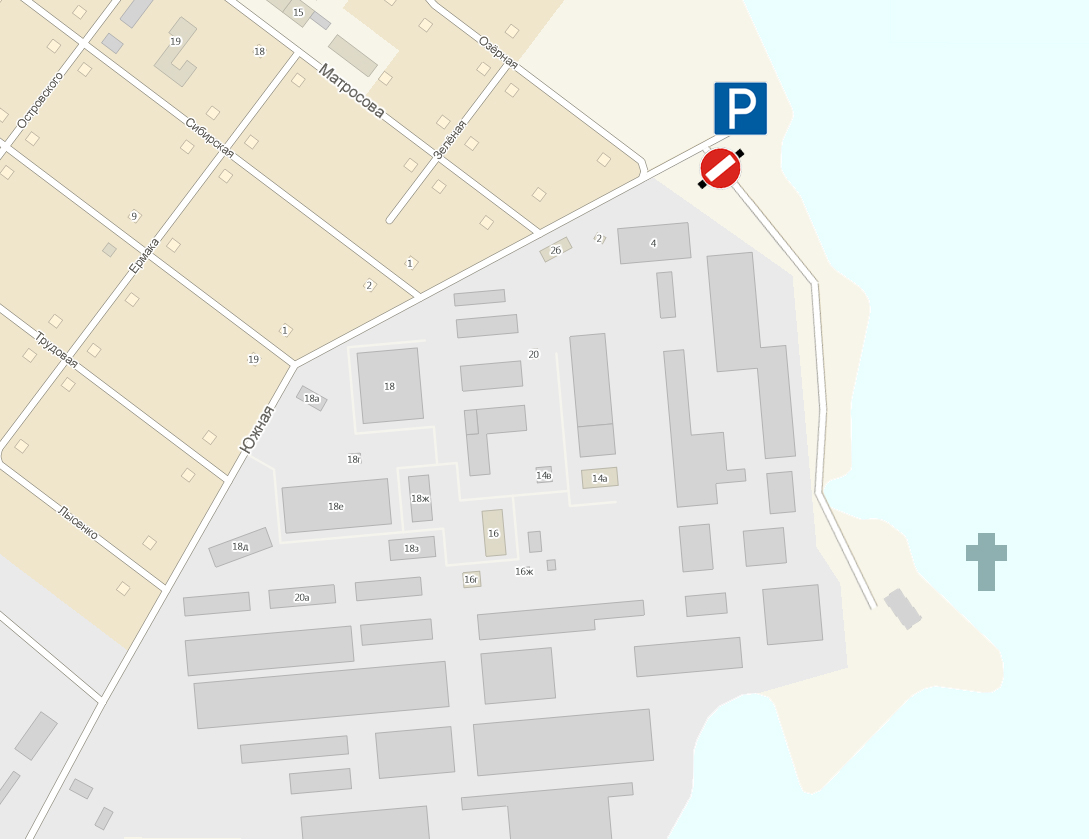 15
19
18
Озёрная
Матросова
P
Островского
Сибирская
Зелёная
9
Ермака
2б
2
4
1
2
1
19
Трудовая
20
18
18а
Южная
18г
14в
14а
18е
18ж
16
Лысенко
18д
18з
16ж
16г
20а